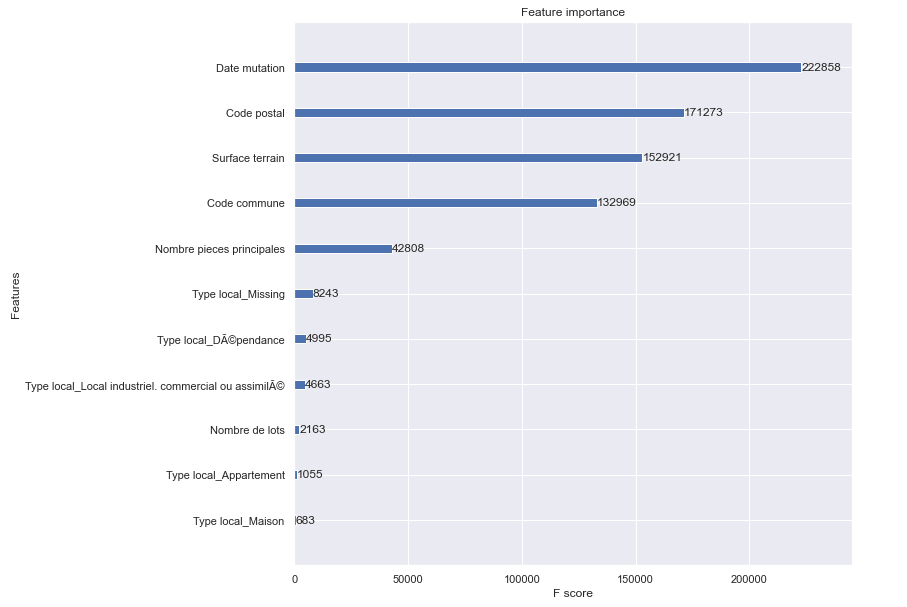 Feature importance
Date mutation 222858
Code postal 171273
Surface terrain 152921
Code commune 132969
Nombre pieces principales 42808
Type local_Missing 8243
Type local_DÃ©pendance 4995
Type local_Local industriel. commercial ou assimilÃ© 4663
Nombre de lots 2163
Type local_Appartement 1055
Type local_Maison 683
Features
0 50000 100000 150000 200000
F score